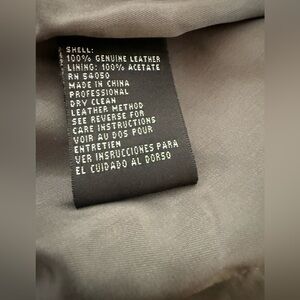 SHELL:
100% GENUINE LEATHER
LINING: 100% ACETATE
RN 54050
MADE IN CHINA
PROFESSIONAL
DRY CLEAN
LEATHER METHOD
SEE REVERSE FOR
CARE INSTRUCTIONS
VOIR AU DOS POUR
ENTRETIEN
VER INSTRUCCIONES PARA
EL CUIDADO AL DORSO